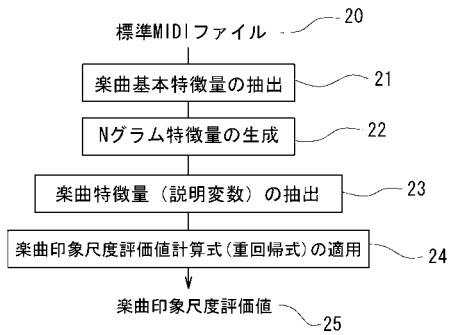 標準MIDIファイル 20
楽曲基本特徴量の抽出 21
Nグラム特徴量の生成 22
楽曲特徴量（説明変数）の抽出 23
楽曲印象尺度評価値計算式(重回帰式)の適用 24
楽曲印象尺度評価値 25